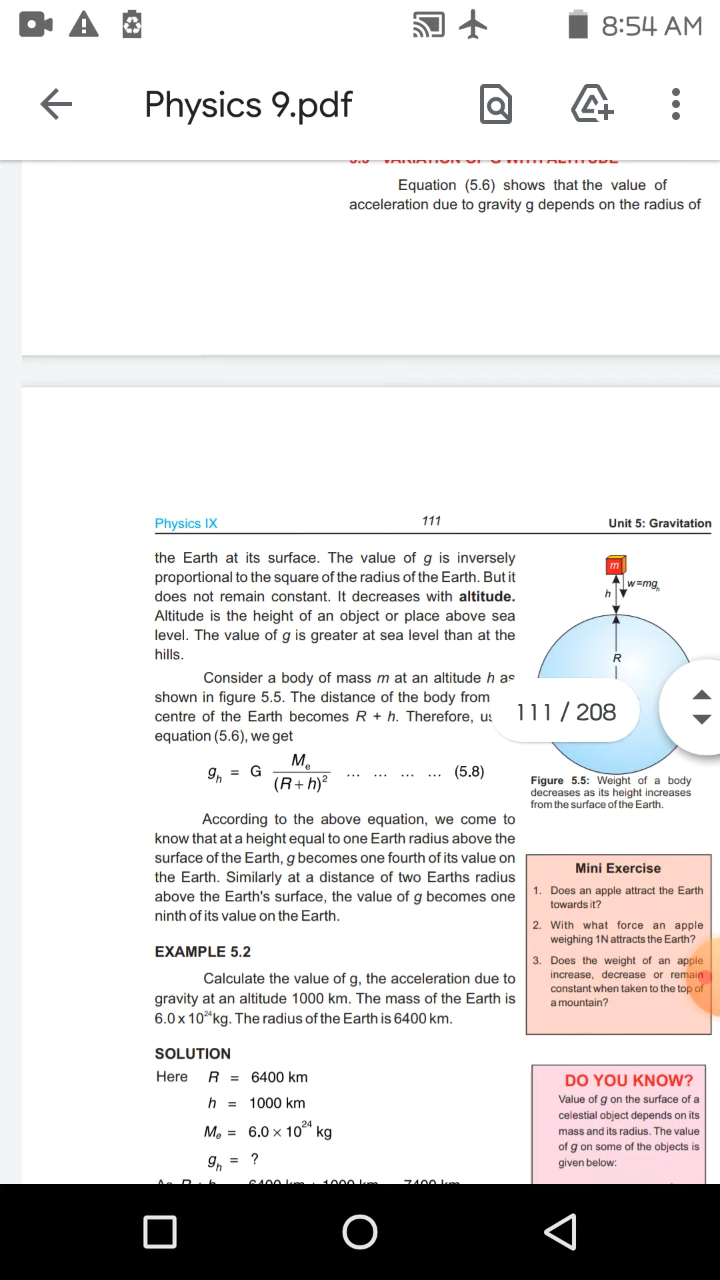 8:54 AM
Physics 9.pdf
5.3 VARIATION OF G WITH ALTITUDE
Equation (5.6) shows that the value of
acceleration due to gravity g depends on the radius of
Physics IX
111
Unit 5: Gravitation
the Earth at its surface. The value of g is inversely
proportional to the square of the radius of the Earth. But it
does not remain constant. It decreases with altitude.
Altitude is the height of an object or place above sea
level. The value of g is greater at sea level than at the
hills.
Consider a body of mass m at an altitude h as
shown in figure 5.5. The distance of the body from
centre of the Earth becomes R + h. Therefore,
equation (5.6), we get
gₕ = G Mₑ / (R + h)² ... ... ... ... (5.8)
According to the above equation, we come to
know that at a height equal to one Earth radius above the
surface of the Earth, g becomes one fourth of its value on
the Earth. Similarly at a distance of two Earths radius
above the Earth's surface, the value of g becomes one
ninth of its value on the Earth.
EXAMPLE 5.2
Calculate the value of g, the acceleration due to
gravity at an altitude 1000 km. The mass of the Earth is
6.0 x 10²⁴kg. The radius of the Earth is 6400 km.
SOLUTION
Here R = 6400 km
h = 1000 km
Mₑ = 6.0 × 10²⁴ kg
gₕ = ?
As R + h 6400 km + 1000 km = 7400 km
m
w=mgₕ
h
R
111 / 208
Figure 5.5: Weight of a body
decreases as its height increases
from the surface of the Earth.
Mini Exercise
1. Does an apple attract the Earth
towards it?
2. With what force an apple
weighing 1N attracts the Earth?
3. Does the weight of an apple
increase, decrease or remain
constant when taken to the top of
a mountain?
DO YOU KNOW?
Value of g on the surface of a
celestial object depends on its
mass and its radius. The value
of g on some of the objects is
given below: